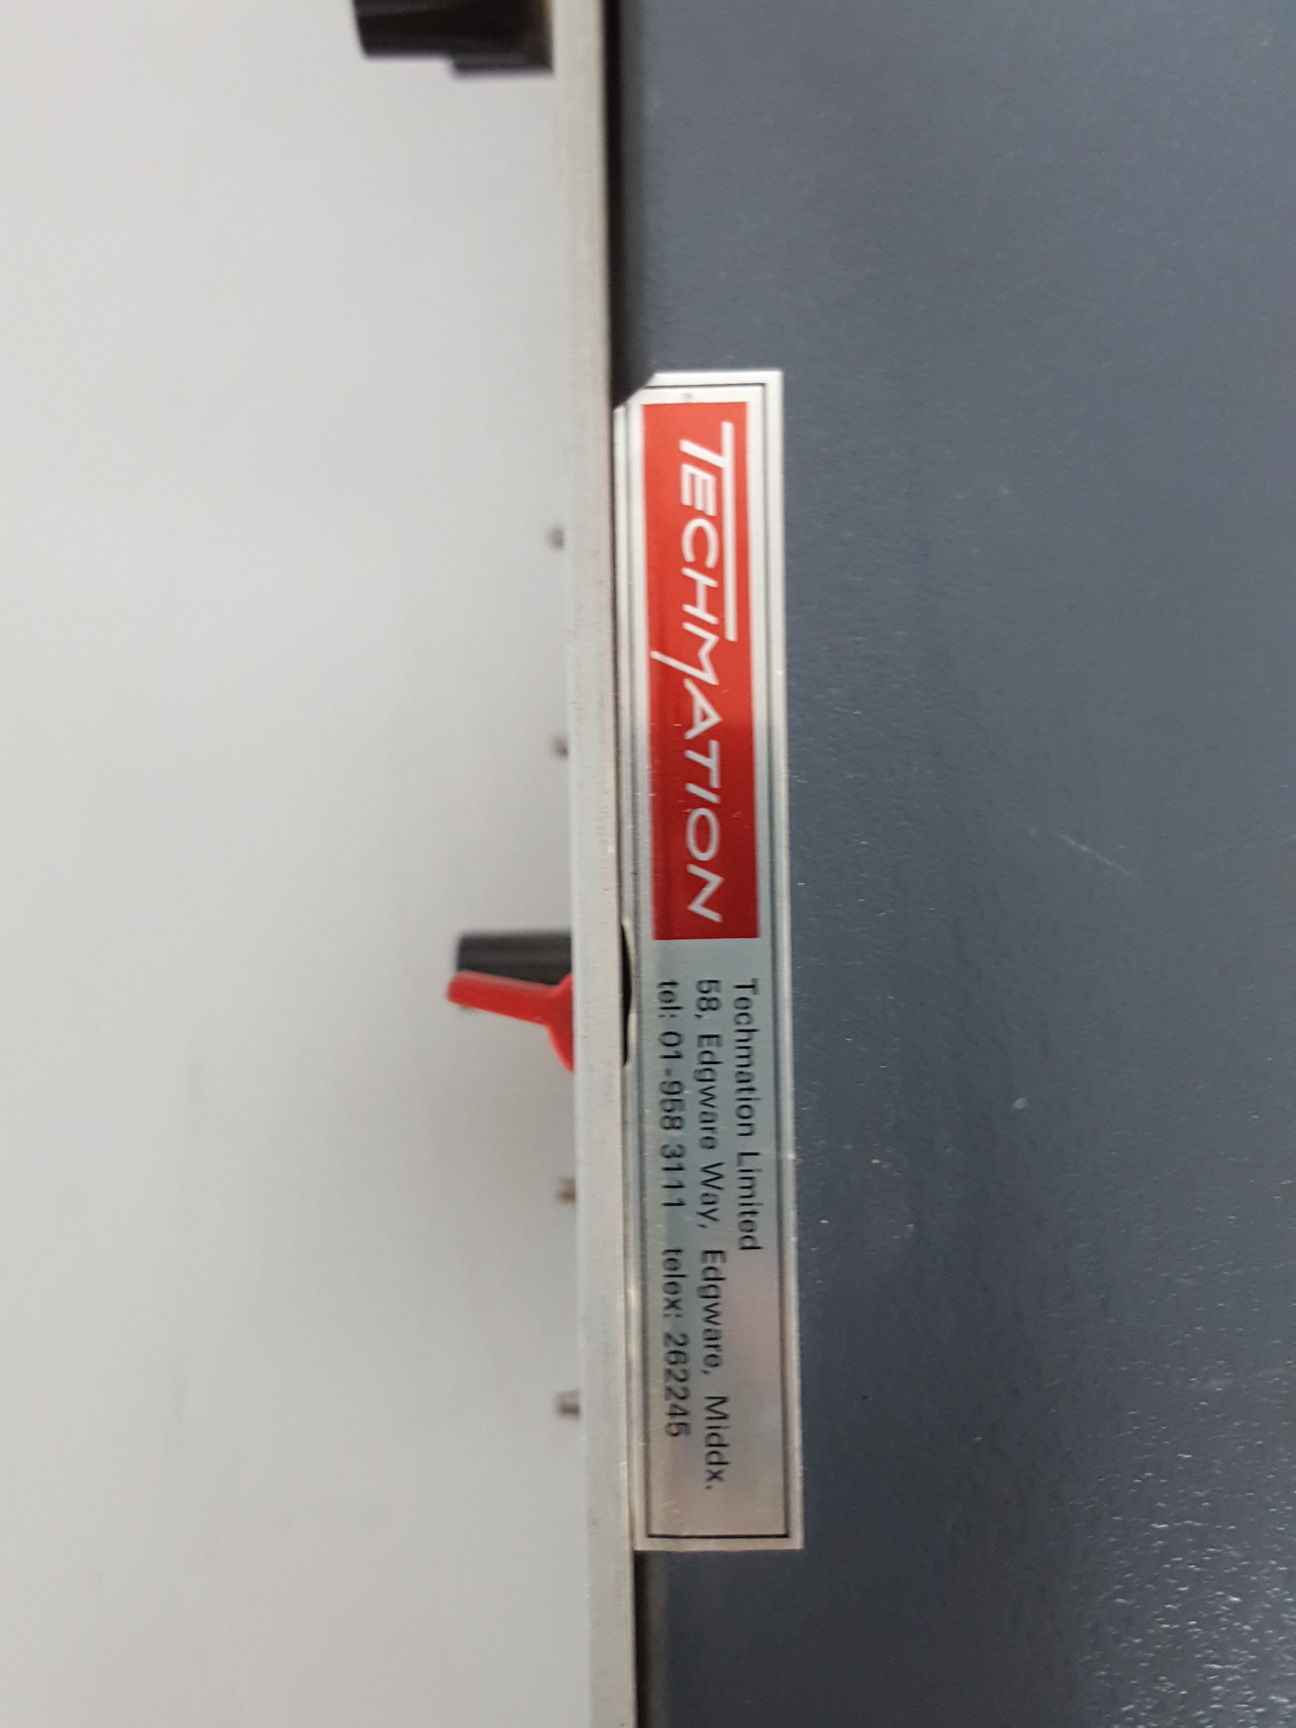 TECHMATION
Techmation Limited
58, Edgware Way, Edgware, Middx.
tel: 01-958 3111 telex: 262245